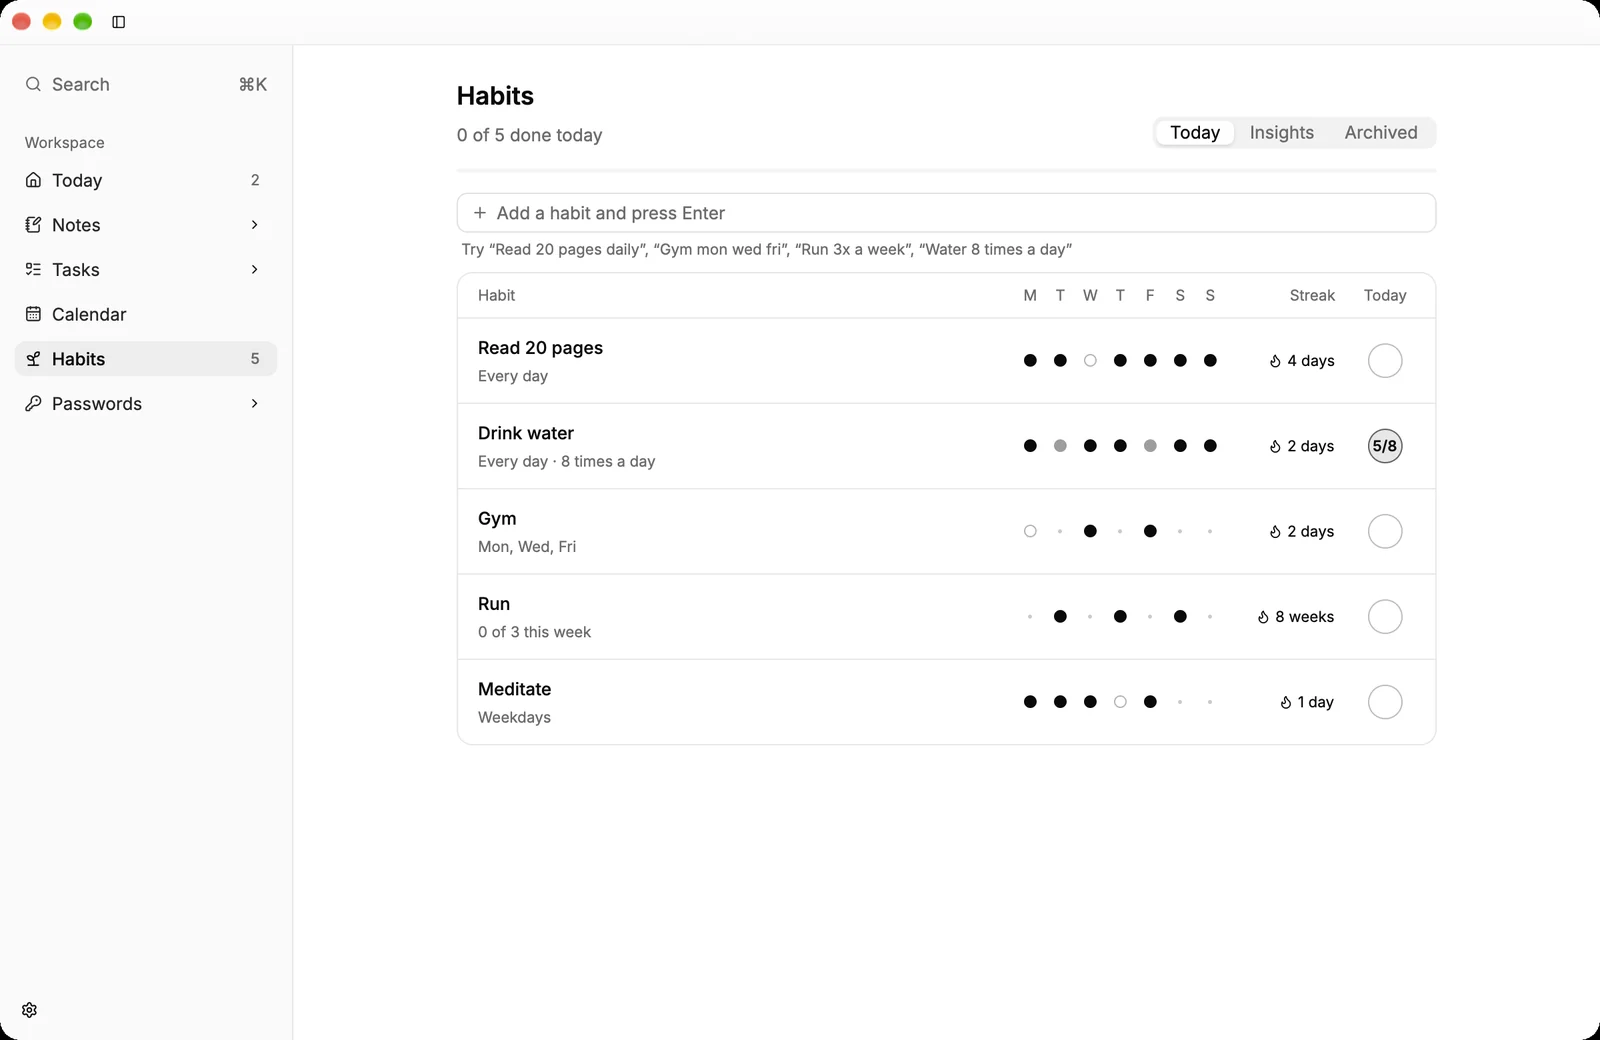 Search ⌘K
Workspace
Today 2
Notes
Tasks
Calendar
Habits 5
Passwords
Habits
0 of 5 done today
Today Insights Archived
+ Add a habit and press Enter
Try “Read 20 pages daily”, “Gym mon wed fri”, “Run 3x a week”, “Water 8 times a day”
Habit M T W T F S S Streak Today
Read 20 pages
Every day
4 days
Drink water
Every day · 8 times a day
2 days 5/8
Gym
Mon, Wed, Fri
2 days
Run
0 of 3 this week
8 weeks
Meditate
Weekdays
1 day